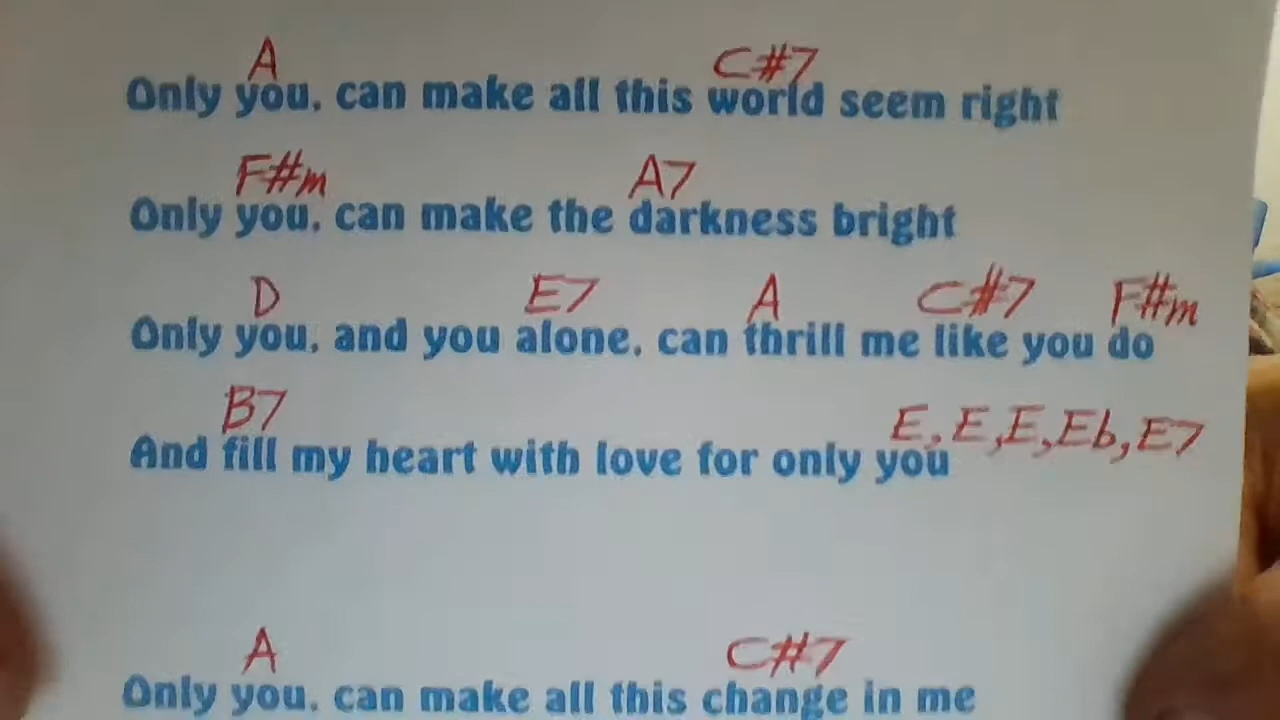 A C#7
Only you, can make all this world seem right
F#m A7
Only you, can make the darkness bright
D E7 A C#7 F#m
Only you, and you alone, can thrill me like you do
B7 E, E, E, Eb, E7
And fill my heart with love for only you
A C#7
Only you, can make all this change in me